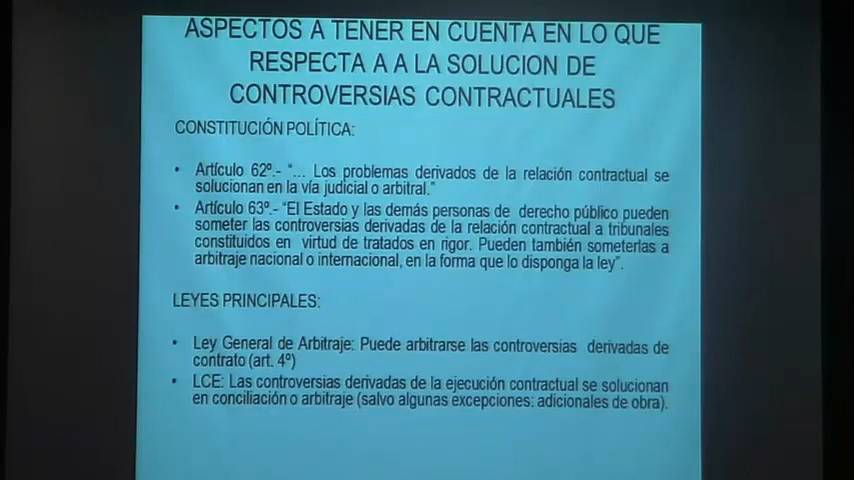 ASPECTOS A TENER EN CUENTA EN LO QUE
RESPECTA A A LA SOLUCION DE
CONTROVERSIAS CONTRACTUALES
CONSTITUCIÓN POLÍTICA:
• Artículo 62º.- “... Los problemas derivados de la relación contractual se
solucionan en la vía judicial o arbitral.”
• Artículo 63º.- “El Estado y las demás personas de derecho público pueden
someter las controversias derivadas de la relación contractual a tribunales
constituidos en virtud de tratados en rigor. Pueden también someterlas a
arbitraje nacional o internacional, en la forma que lo disponga la ley”.
LEYES PRINCIPALES:
• Ley General de Arbitraje: Puede arbitrarse las controversias derivadas de
contrato (art. 4º)
• LCE: Las controversias derivadas de la ejecución contractual se solucionan
en conciliación o arbitraje (salvo algunas excepciones: adicionales de obra).